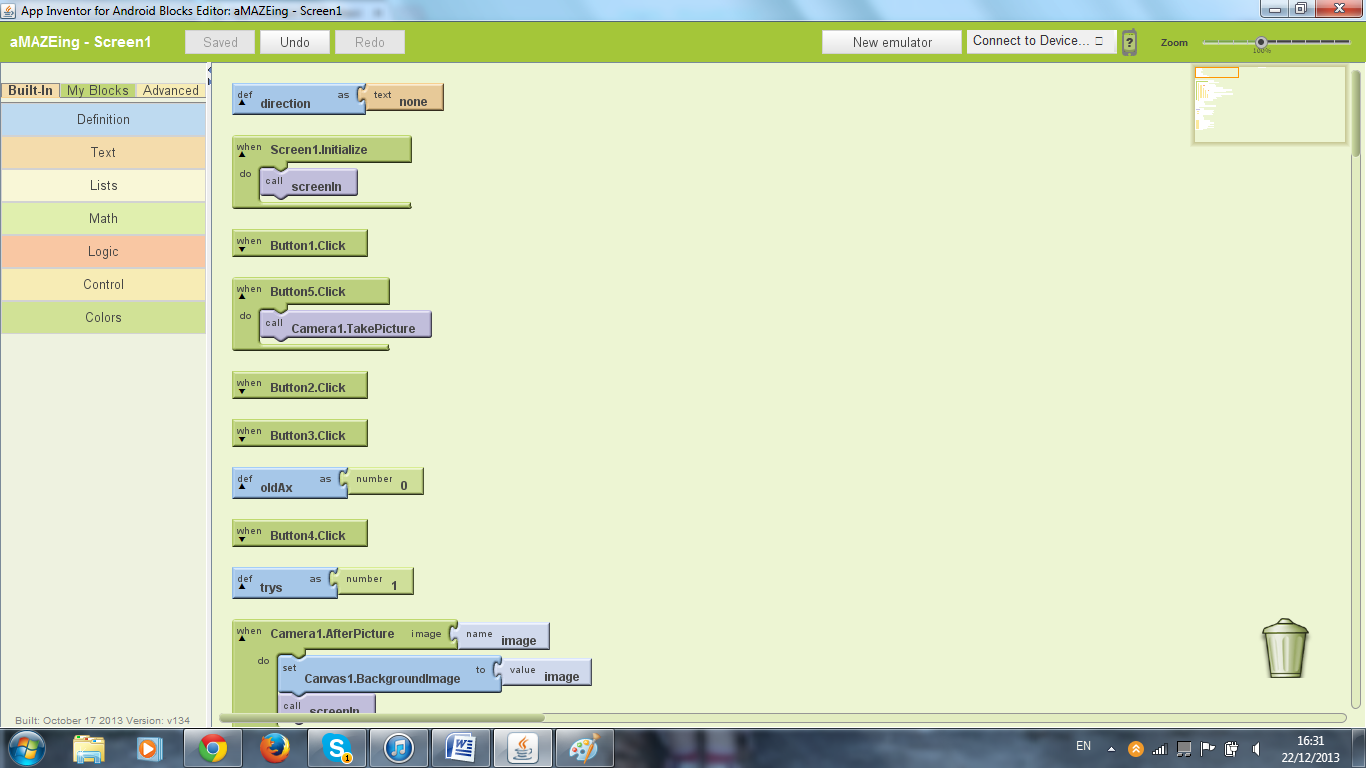 App Inventor for Android Blocks Editor: aMAZEing - Screen1
aMAZEing - Screen1 Saved Undo Redo New emulator Connect to Device... ? Zoom
100%
Built-In My Blocks Advanced
Definition
Text
Lists
Math
Logic
Control
Colors
def direction as text none
when Screen1.Initialize
do call screenIn
when Button1.Click
when Button5.Click
do call Camera1.TakePicture
when Button2.Click
when Button3.Click
def oldAx as number 0
when Button4.Click
def trys as number 1
when Camera1.AfterPicture image name image
do set Canvas1.BackgroundImage to value image
call screenIn
Built: October 17 2013 Version: v134
S 1 W EN 16:31
22/12/2013